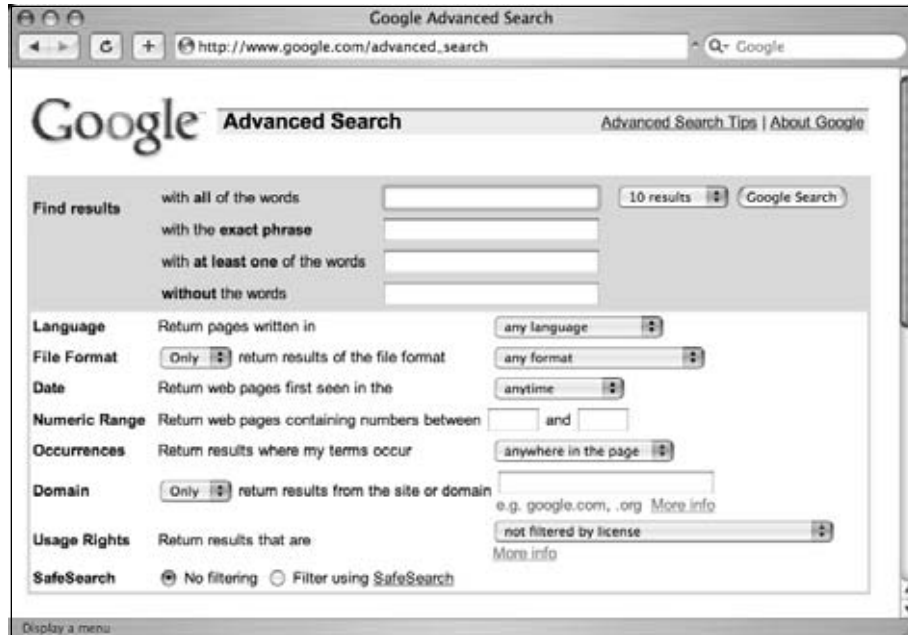 Google Advanced Search
http://www.google.com/advanced_search
Google
Google Advanced Search
Advanced Search Tips | About Google
Find results
with all of the words
10 results
Google Search
with the exact phrase
with at least one of the words
without the words
Language Return pages written in any language
File Format Only return results of the file format any format
Date Return web pages first seen in the anytime
Numeric Range Return web pages containing numbers between and
Occurrences Return results where my terms occur anywhere in the page
Domain Only return results from the site or domain
e.g. google.com, .org More info
Usage Rights Return results that are not filtered by license
More info
SafeSearch No filtering Filter using SafeSearch
Display a menu